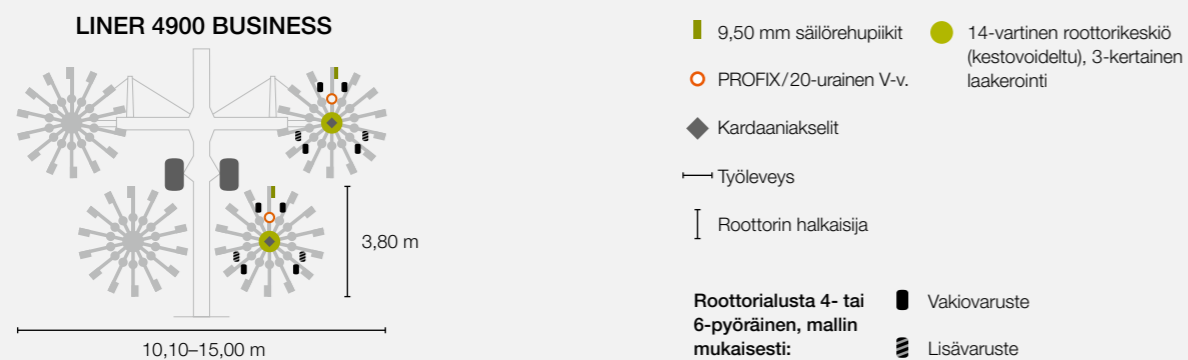 LINER 4900 BUSINESS
3,80 m
10,10–15,00 m
9,50 mm säilörehupiikit
PROFIX/20-urainen V-v.
Kardaaniakselit
Työleveys
Roottorin halkaisija
14-vartinen roottorikeskiö
(kestovoideltu), 3-kertainen
laakerointi
Roottorialusta 4- tai
6-pyöräinen, mallin
mukaisesti:
Vakiovaruste
Lisävaruste